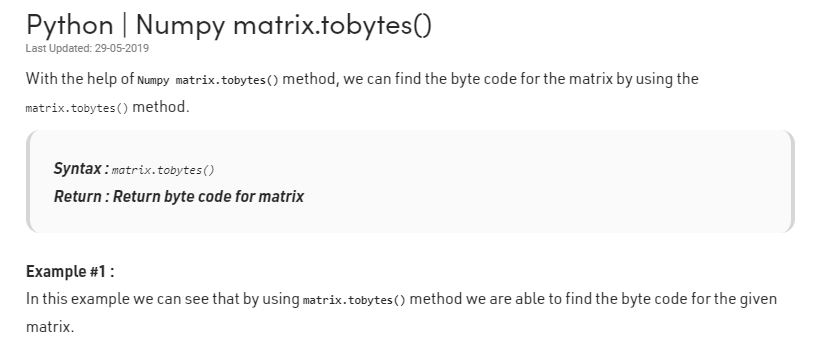 Python | Numpy matrix.tobytes()
Last Updated: 29-05-2019
With the help of Numpy matrix.tobytes() method, we can find the byte code for the matrix by using the
matrix.tobytes() method.
Syntax : matrix.tobytes()
Return : Return byte code for matrix
Example #1 :
In this example we can see that by using matrix.tobytes() method we are able to find the byte code for the given
matrix.